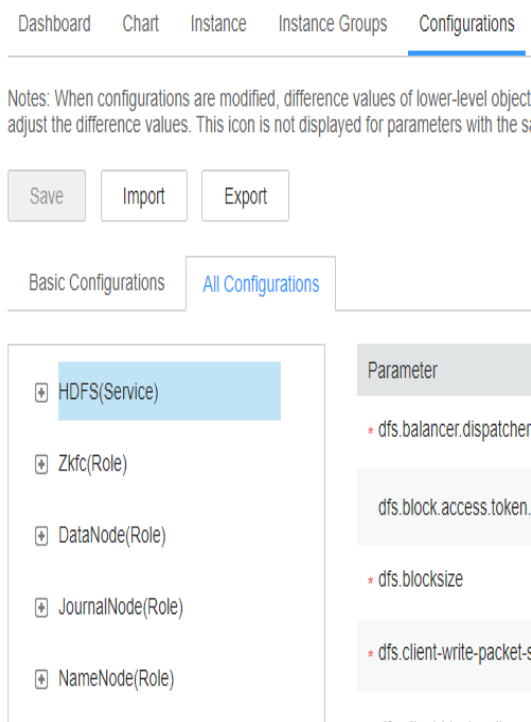 Dashboard Chart Instance Instance Groups Configurations
Notes: When configurations are modified, difference values of lower-level object
adjust the difference values. This icon is not displayed for parameters with the
Save Import Export
Basic Configurations All Configurations
HDFS(Service)
Zkfc(Role)
DataNode(Role)
JournalNode(Role)
NameNode(Role)
Parameter
* dfs.balancer.dispatcher
dfs.block.access.token.
* dfs.blocksize
* dfs.client-write-packet-s